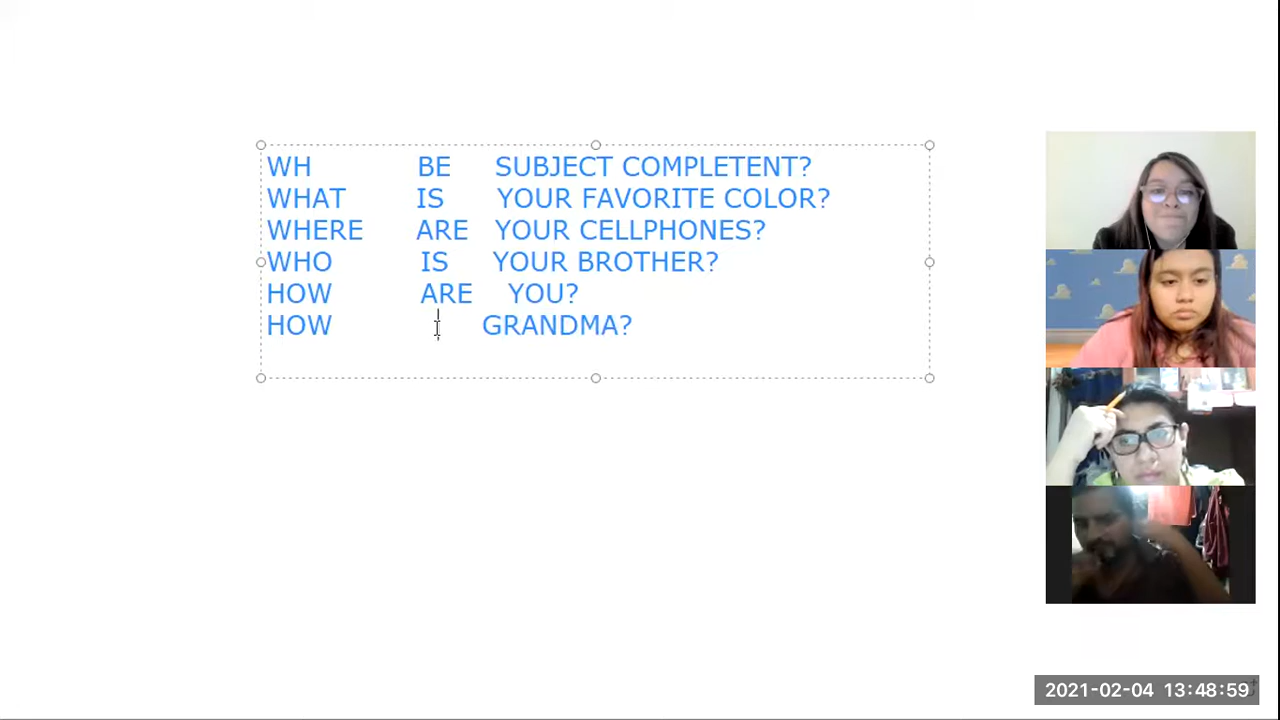 WH BE SUBJECT COMPLETENT?
WHAT IS YOUR FAVORITE COLOR?
WHERE ARE YOUR CELLPHONES?
WHO IS YOUR BROTHER?
HOW ARE YOU?
HOW GRANDMA?
2021-02-04 13:48:59